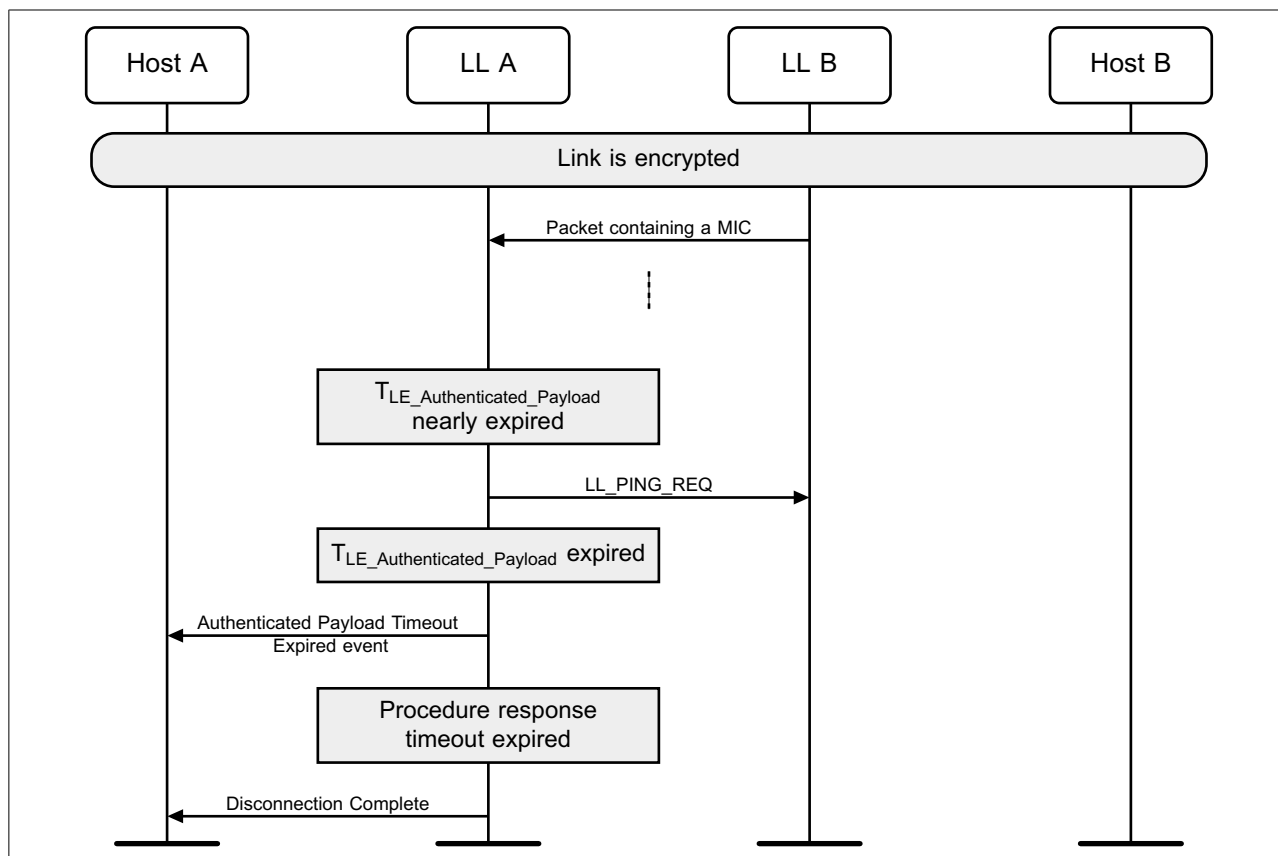 Host A
LL A
LL B
Host B
Link is encrypted
Packet containing a MIC
TLE_Authenticated_Payload
nearly expired
LL_PING_REQ
TLE_Authenticated_Payload expired
Authenticated Payload Timeout
Expired event
Procedure response
timeout expired
Disconnection Complete